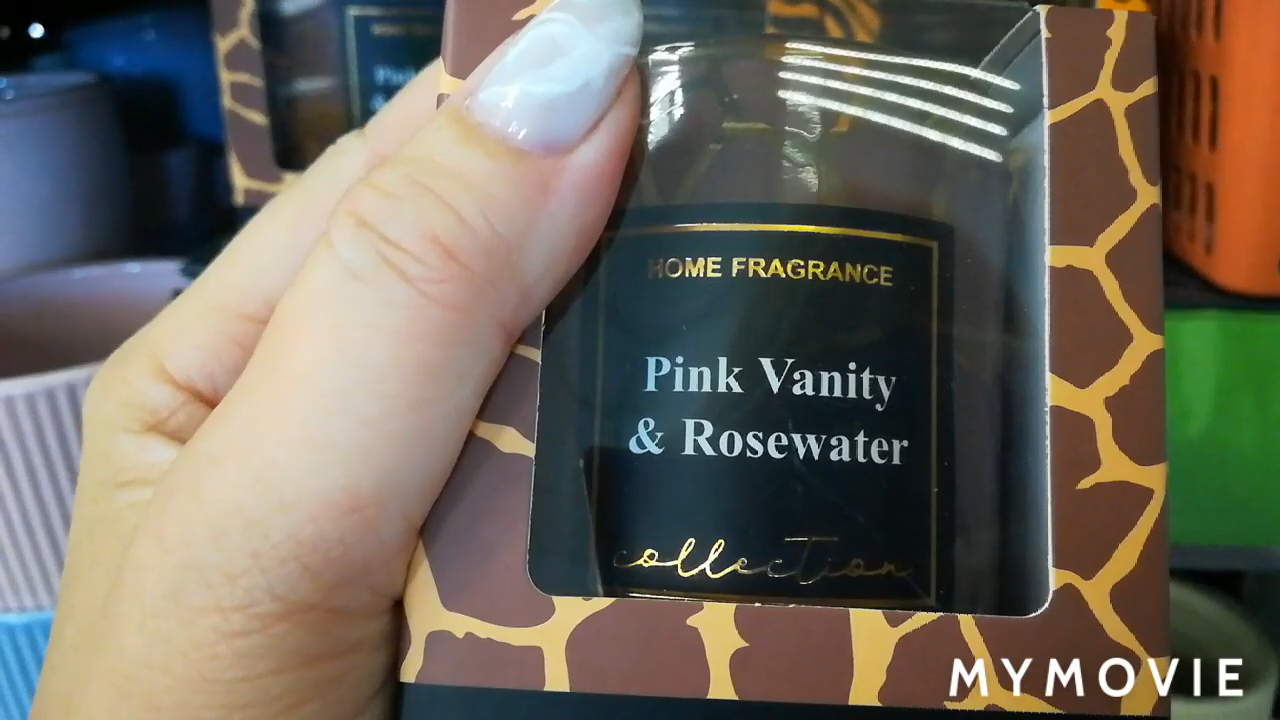 HOME FRAGRANCE
Pink Vanity
& Rosewater
collection
MYMOVIE